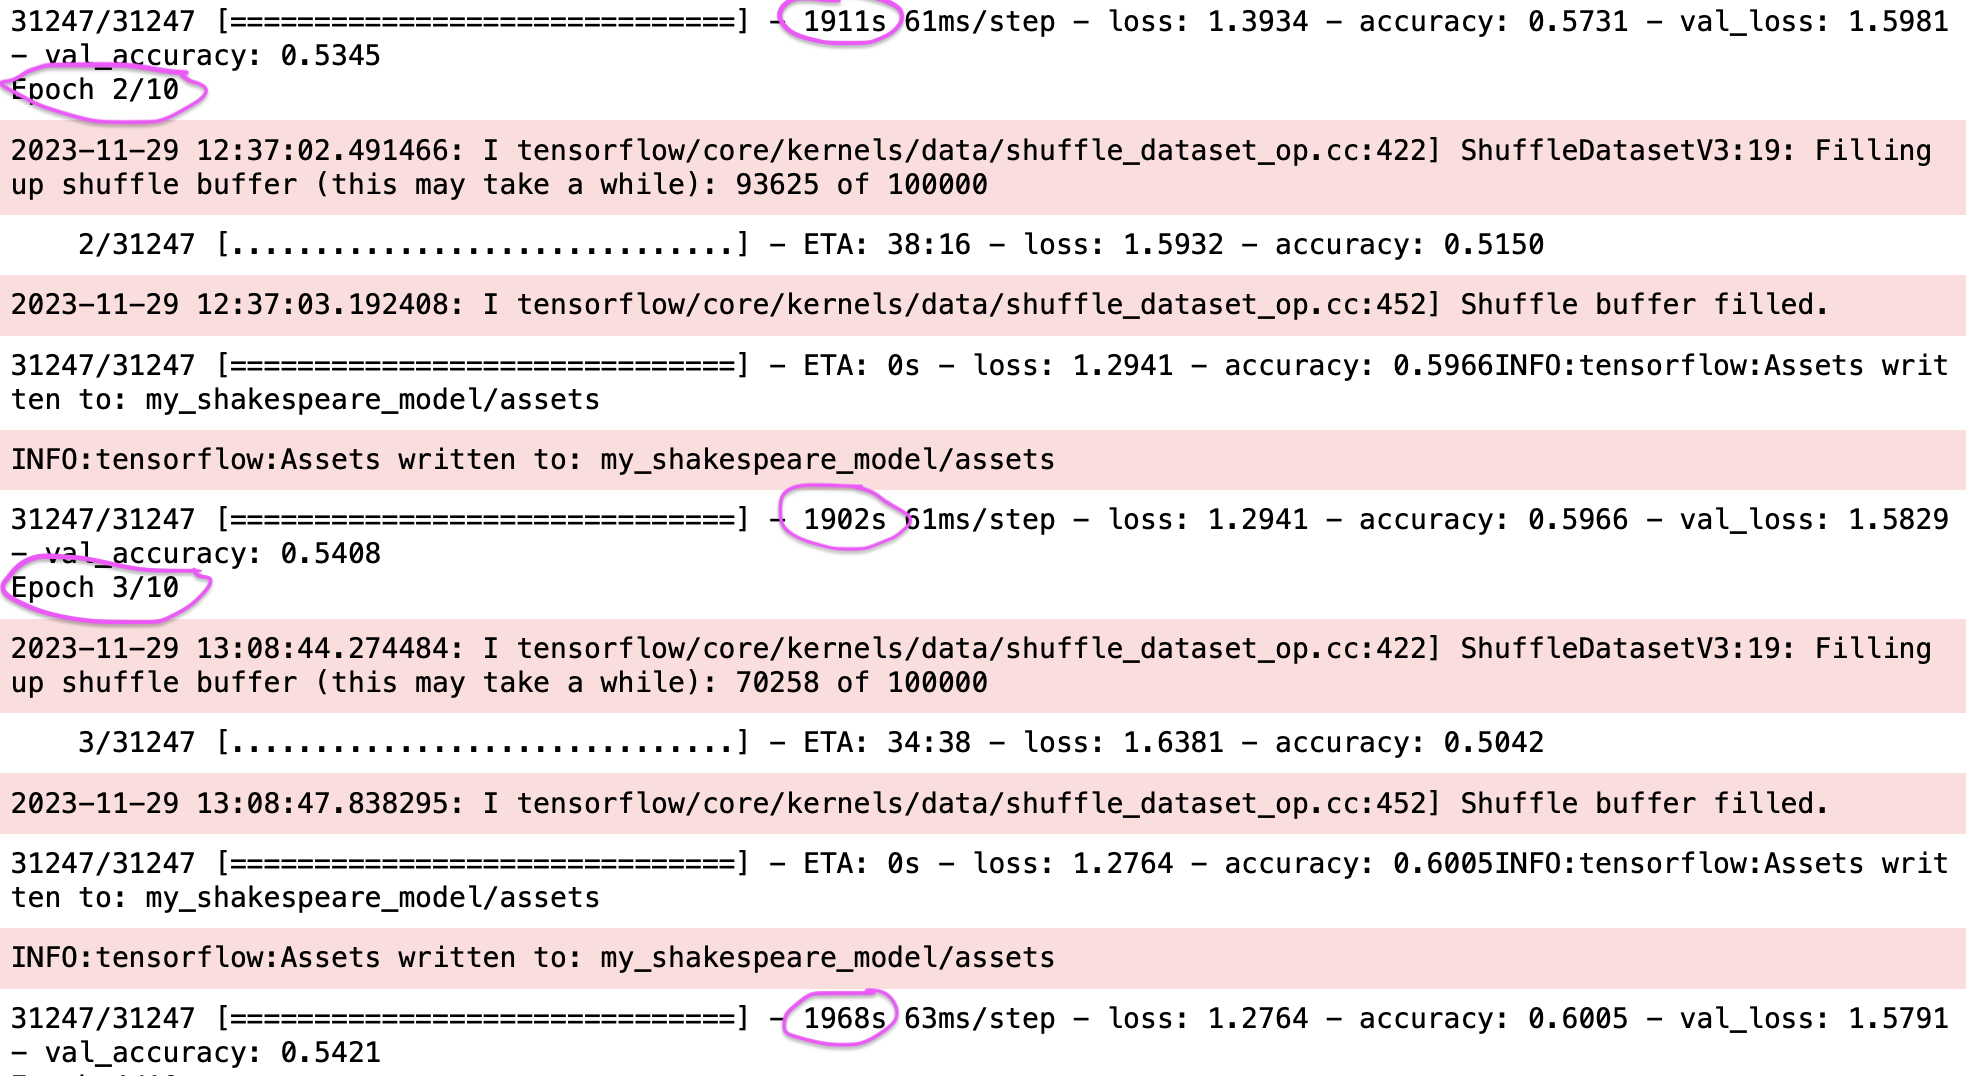 31247/31247 [==============================] - 1911s 61ms/step - loss: 1.3934 - accuracy: 0.5731 - val_loss: 1.5981
- val_accuracy: 0.5345
Epoch 2/10
2023-11-29 12:37:02.491466: I tensorflow/core/kernels/data/shuffle_dataset_op.cc:422] ShuffleDatasetV3:19: Filling
up shuffle buffer (this may take a while): 93625 of 100000
    2/31247 [..............................] - ETA: 38:16 - loss: 1.5932 - accuracy: 0.5150
2023-11-29 12:37:03.192408: I tensorflow/core/kernels/data/shuffle_dataset_op.cc:452] Shuffle buffer filled.
31247/31247 [==============================] - ETA: 0s - loss: 1.2941 - accuracy: 0.5966INFO:tensorflow:Assets writ
ten to: my_shakespeare_model/assets
INFO:tensorflow:Assets written to: my_shakespeare_model/assets
31247/31247 [==============================] - 1902s 61ms/step - loss: 1.2941 - accuracy: 0.5966 - val_loss: 1.5829
- val_accuracy: 0.5408
Epoch 3/10
2023-11-29 13:08:44.274484: I tensorflow/core/kernels/data/shuffle_dataset_op.cc:422] ShuffleDatasetV3:19: Filling
up shuffle buffer (this may take a while): 70258 of 100000
    3/31247 [..............................] - ETA: 34:38 - loss: 1.6381 - accuracy: 0.5042
2023-11-29 13:08:47.838295: I tensorflow/core/kernels/data/shuffle_dataset_op.cc:452] Shuffle buffer filled.
31247/31247 [==============================] - ETA: 0s - loss: 1.2764 - accuracy: 0.6005INFO:tensorflow:Assets writ
ten to: my_shakespeare_model/assets
INFO:tensorflow:Assets written to: my_shakespeare_model/assets
31247/31247 [==============================] - 1968s 63ms/step - loss: 1.2764 - accuracy: 0.6005 - val_loss: 1.5791
- val_accuracy: 0.5421